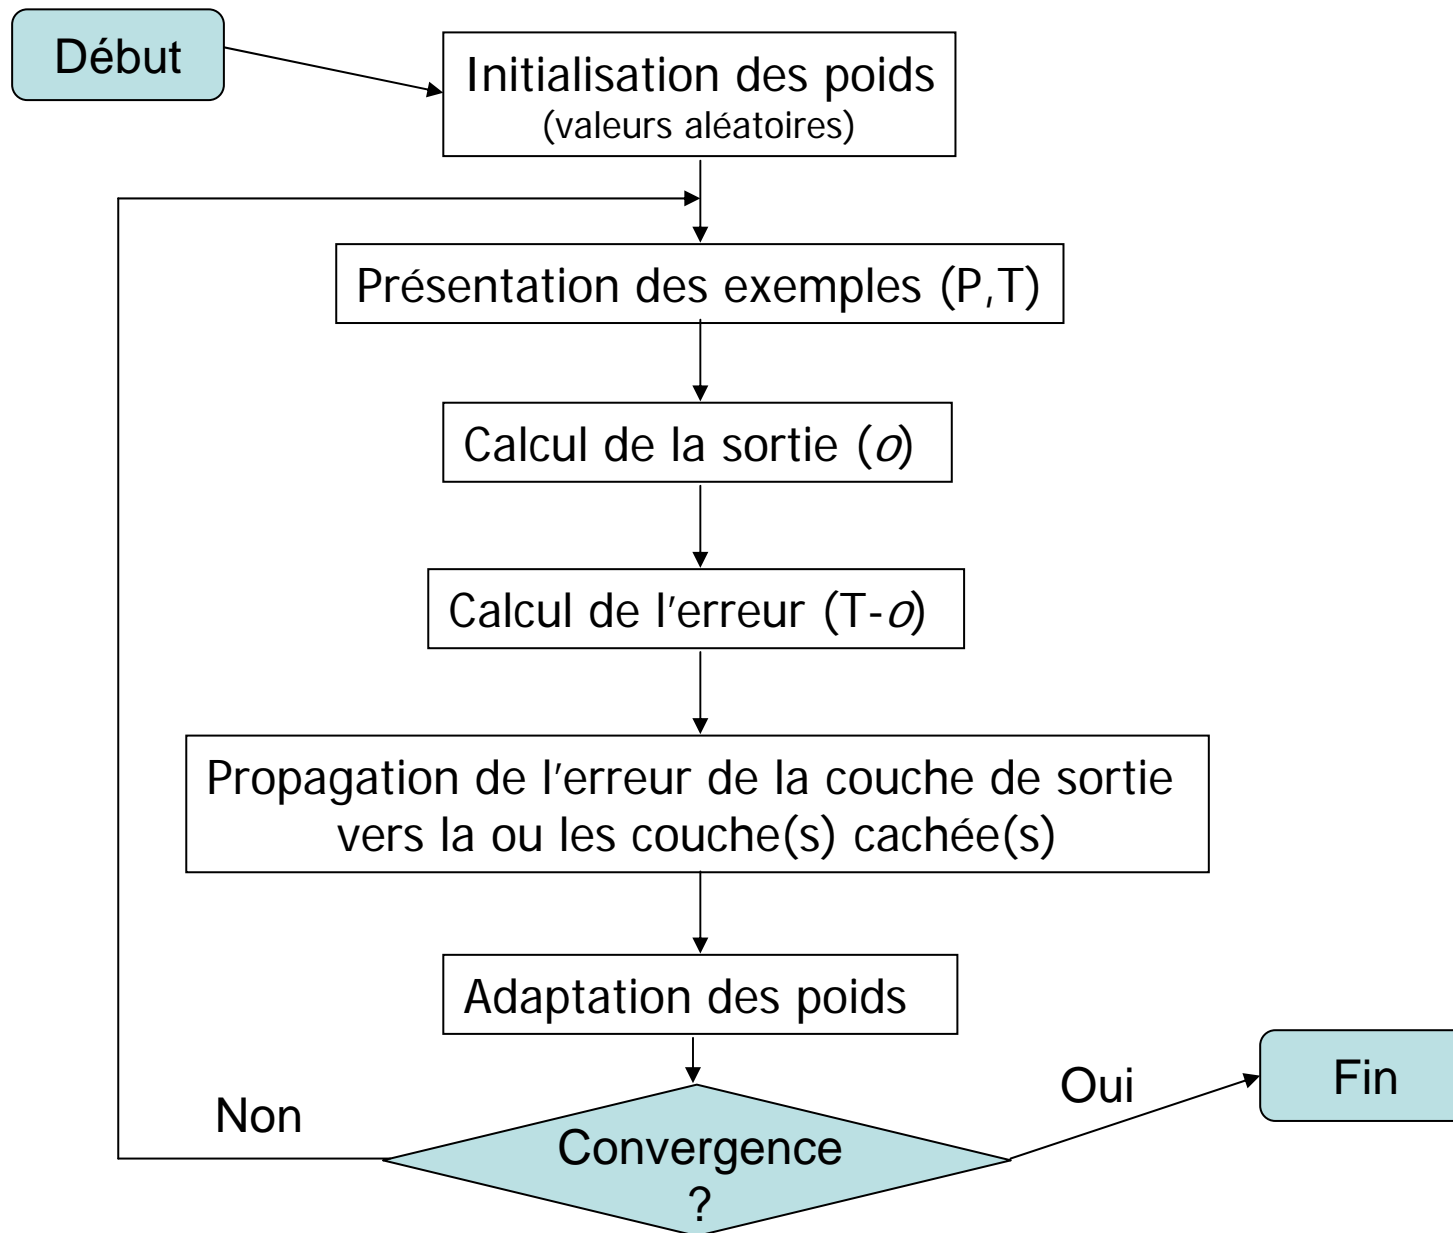 Début
Initialisation des poids
(valeurs aléatoires)
Présentation des exemples (P,T)
Calcul de la sortie (o)
Calcul de l'erreur (T-o)
Propagation de l'erreur de la couche de sortie
vers la ou les couche(s) cachée(s)
Adaptation des poids
Non
Convergence
?
Oui
Fin